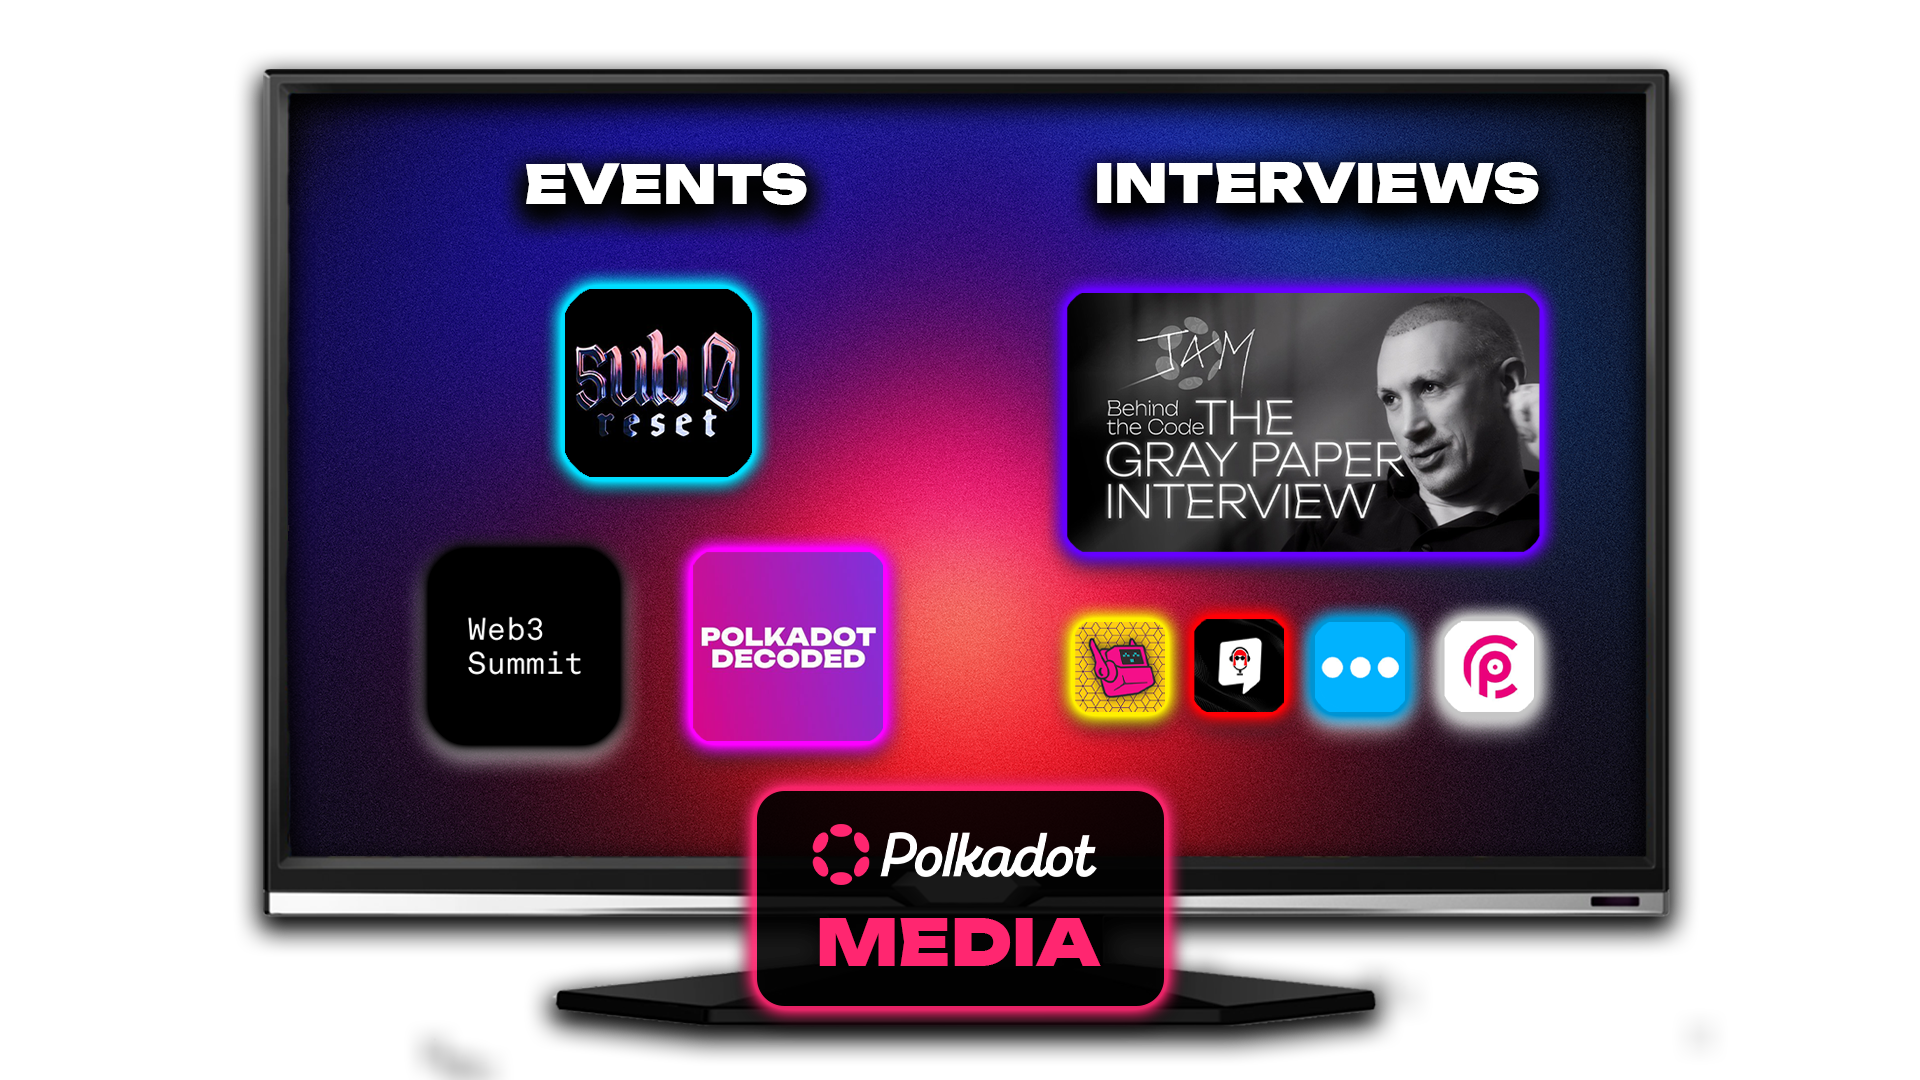 EVENTS
INTERVIEWS
sub0
reset
Web3
Summit
POLKADOT
DECODED
JAM
Behind
the Code THE
GRAY PAPER
INTERVIEW
Polkadot
MEDIA